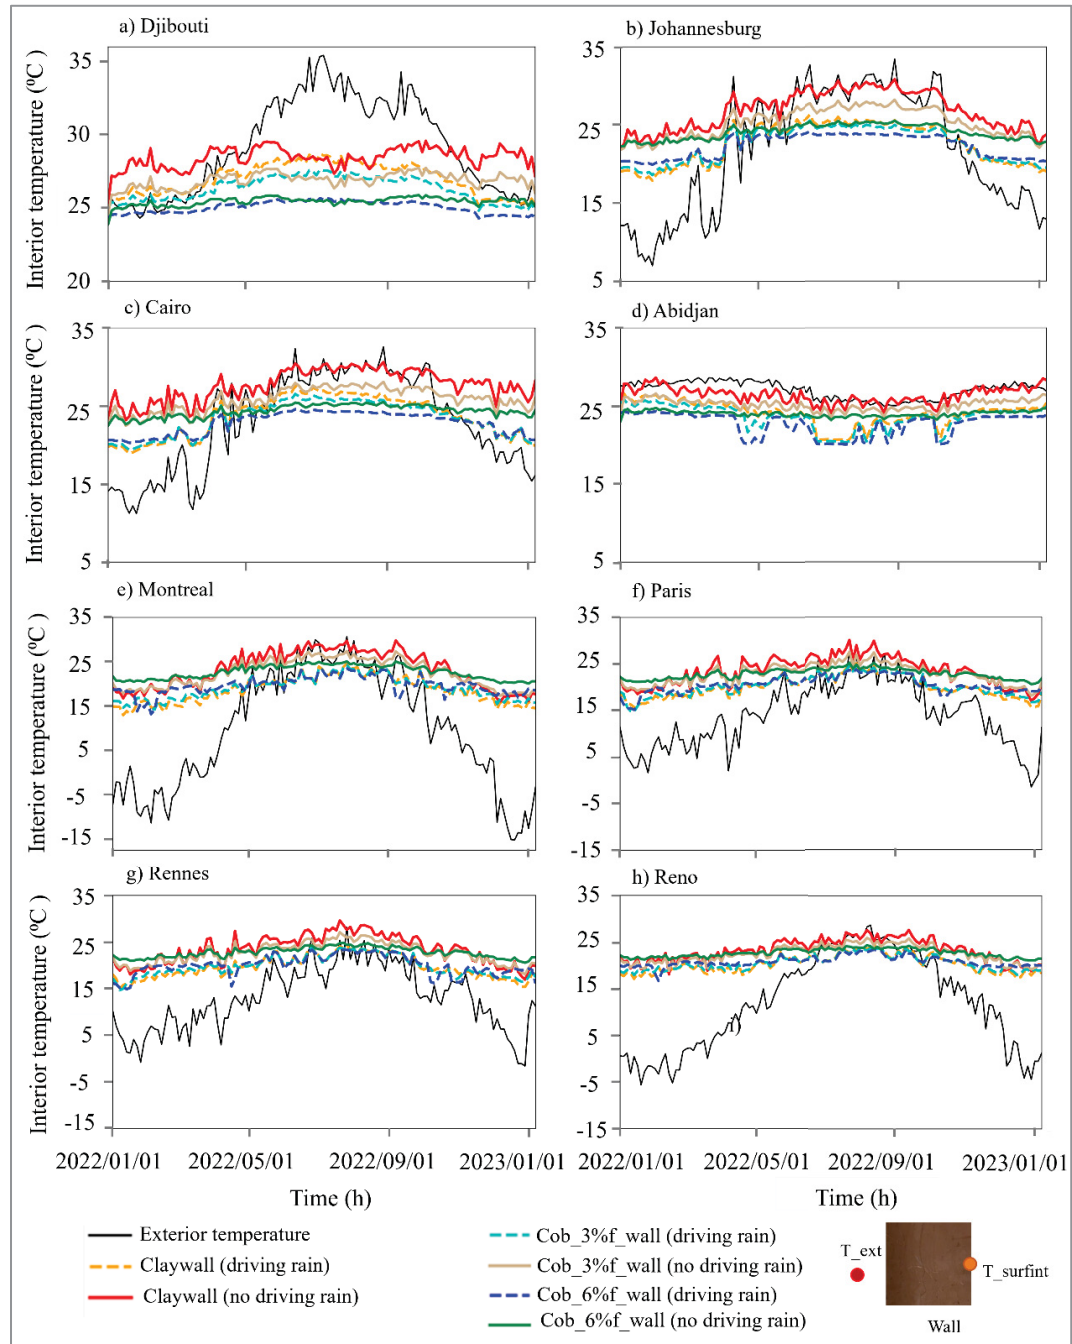 a) Djibouti
b) Johannesburg
Interior temperature (ºC )
35
30
25
20
35
25
15
5
c) Cairo
d) Abidjan
Interior temperature (ºC )
35
25
15
5
35
25
15
5
e) Montreal
f) Paris
Interior temperature (ºC )
35
25
15
5
-5
-15
35
25
15
5
-5
-15
g) Rennes
h) Reno
Interior temperature (ºC )
35
25
15
5
-5
-15
35
25
15
5
-5
-15
2022/01/01 2022/05/01 2022/09/01 2023/01/01
2022/01/01 2022/05/01 2022/09/01 2023/01/01
Time (h)
Time (h)
Exterior temperature
Claywall (driving rain)
Claywall (no driving rain)
Cob_3%f_wall (driving rain)
Cob_3%f_wall (no driving rain)
Cob_6%f_wall (driving rain)
Cob_6%f_wall (no driving rain)
T_ext
T_surfint
Wall